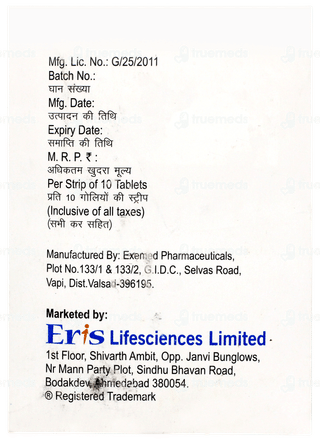 Mfg. Lic. No.: G/25/2011
Batch No.:
घान संख्या
Mfg. Date:
उत्पादन की तिथि
Expiry Date:
समाप्ति की तिथि
M. R. P. ₹ :
अधिकतम खुदरा मूल्य
Per Strip of 10 Tablets
प्रति 10 गोलियों की स्ट्रीप
(Inclusive of all taxes)
(सभी कर सहित)
Manufactured By: Exemed Pharmaceuticals,
Plot No.133/1 & 133/2, G.I.D.C., Selvas Road,
Vapi, Dist.Valsad-396195.
Marketed by:
Eris Lifesciences Limited
1st Floor, Shivarth Ambit, Opp. Janvi Bunglows,
Nr Mann Party Plot, Sindhu Bhavan Road,
Bodakdev, Ahmedabad 380054.
® Registered Trademark